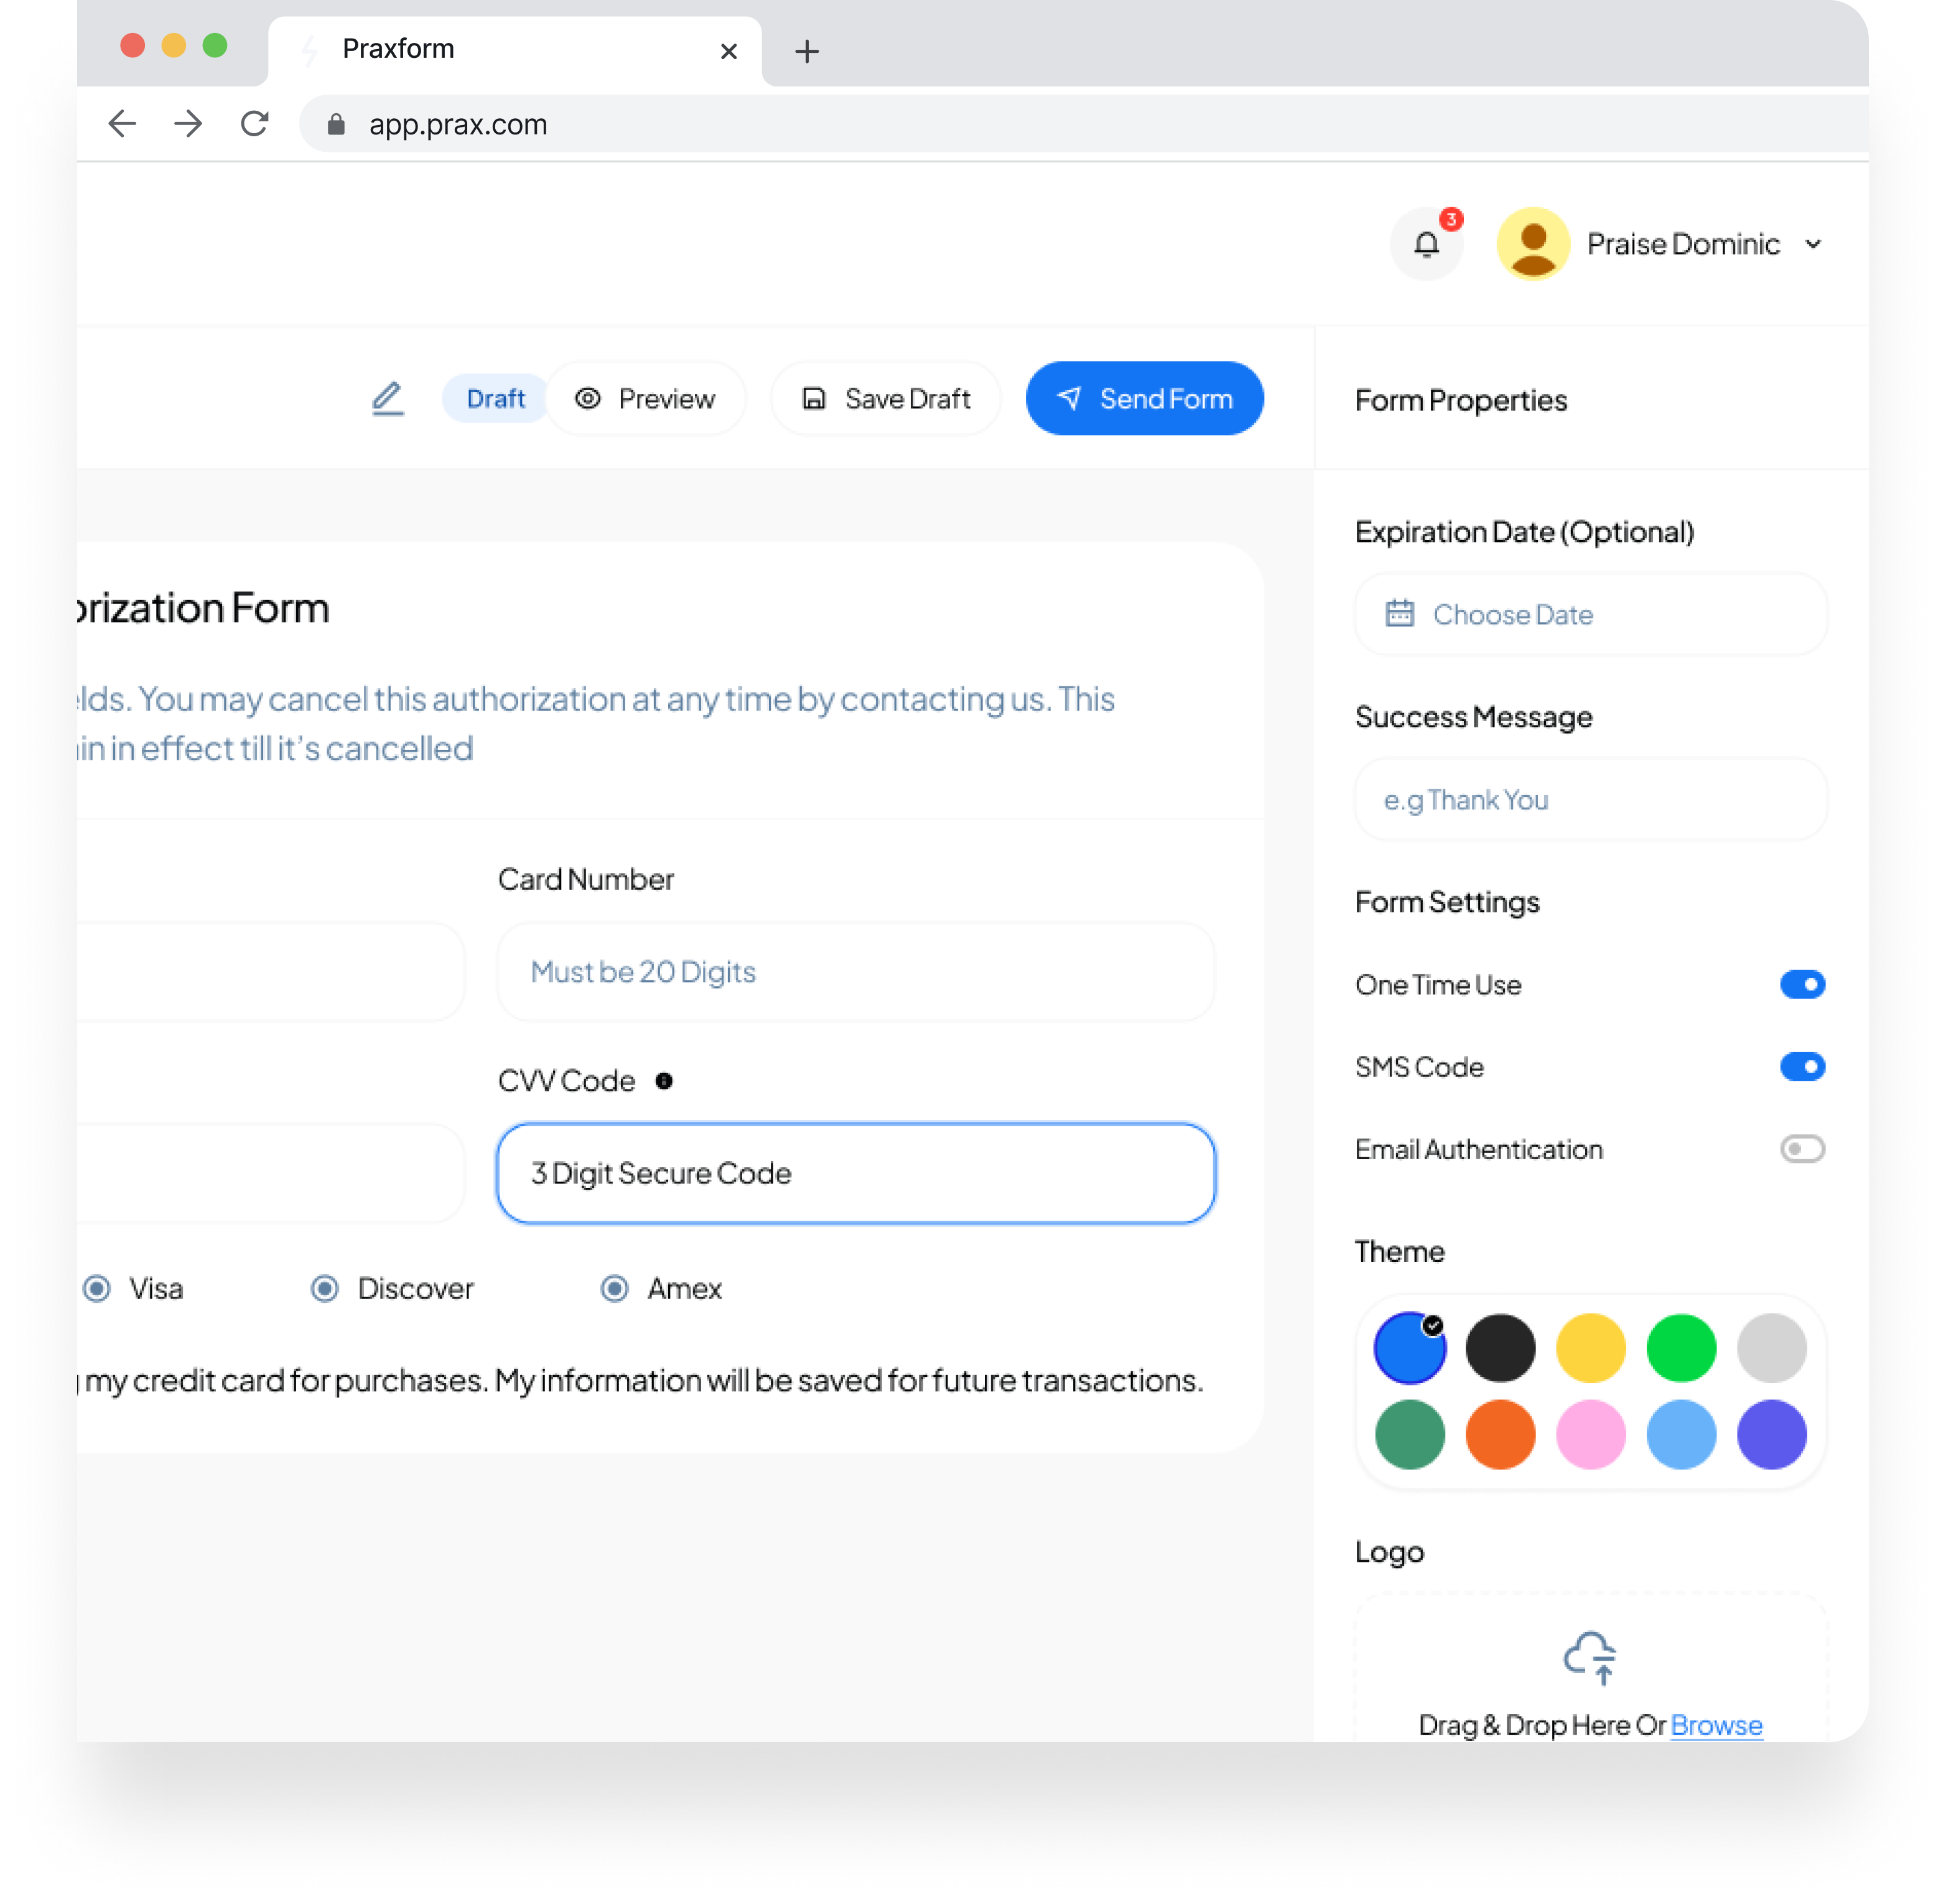 Praxform
app.prax.com
3
Praise Dominic
Draft
Preview
Save Draft
Send Form
Form Properties
orization Form
elds. You may cancel this authorization at any time by contacting us. This
in in effect till it's cancelled
Card Number
Must be 20 Digits
CVV Code
3 Digit Secure Code
Visa
Discover
Amex
my credit card for purchases. My information will be saved for future transactions.
Expiration Date (Optional)
Choose Date
Success Message
e.g Thank You
Form Settings
One Time Use
SMS Code
Email Authentication
Theme
Logo
Drag & Drop Here Or Browse